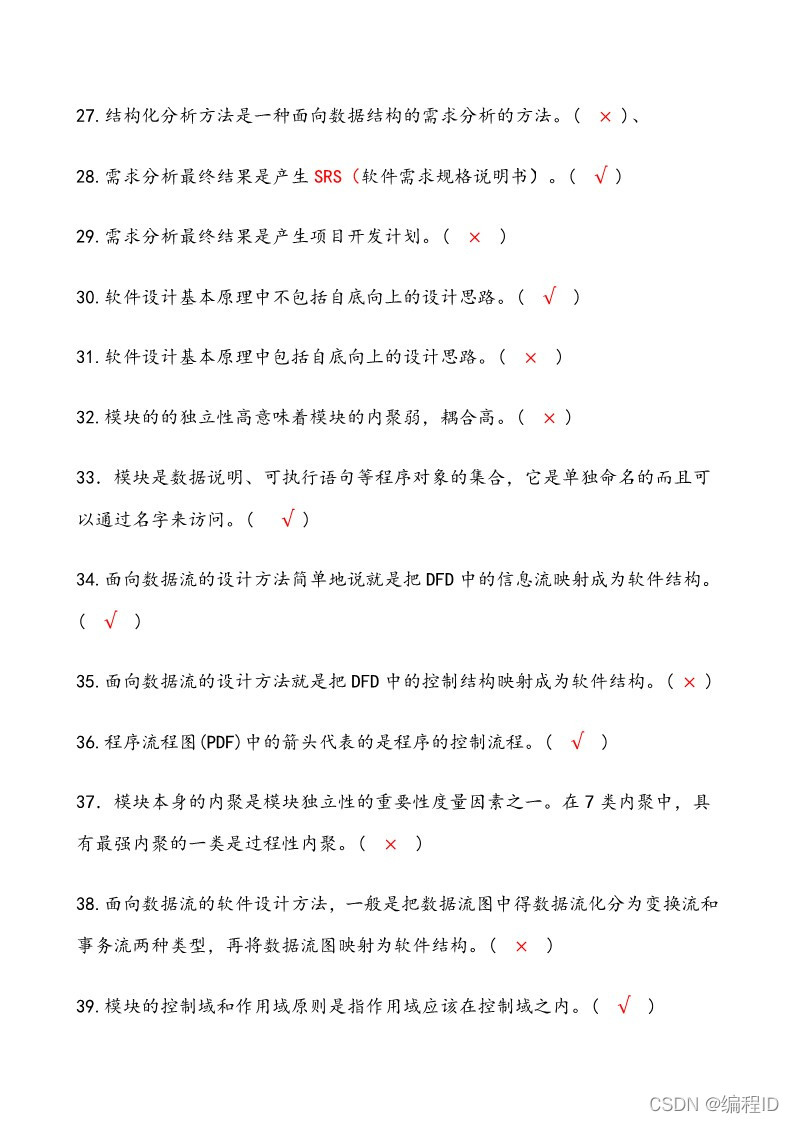 27.结构化分析方法是一种面向数据结构的需求分析的方法。( × )、
28.需求分析最终结果是产生 SRS（软件需求规格说明书）。( √ )
29.需求分析最终结果是产生项目开发计划。( × )
30.软件设计基本原理中不包括自底向上的设计思路。( √ )
31.软件设计基本原理中包括自底向上的设计思路。( × )
32.模块的的独立性高意味着模块的内聚弱，耦合高。( × )
33．模块是数据说明、可执行语句等程序对象的集合，它是单独命名的而且可
以通过名字来访问。( √ )
34.面向数据流的设计方法简单地说就是把 DFD 中的信息流映射成为软件结构。
( √ )
35.面向数据流的设计方法就是把 DFD 中的控制结构映射成为软件结构。( × )
36.程序流程图(PDF)中的箭头代表的是程序的控制流程。( √ )
37．模块本身的内聚是模块独立性的重要性度量因素之一。在 7 类内聚中，具
有最强内聚的一类是过程性内聚。( × )
38.面向数据流的软件设计方法，一般是把数据流图中得数据流化分为变换流和
事务流两种类型，再将数据流图映射为软件结构。( × )
39.模块的控制域和作用域原则是指作用域应该在控制域之内。( √ )
CSDN @编程ID